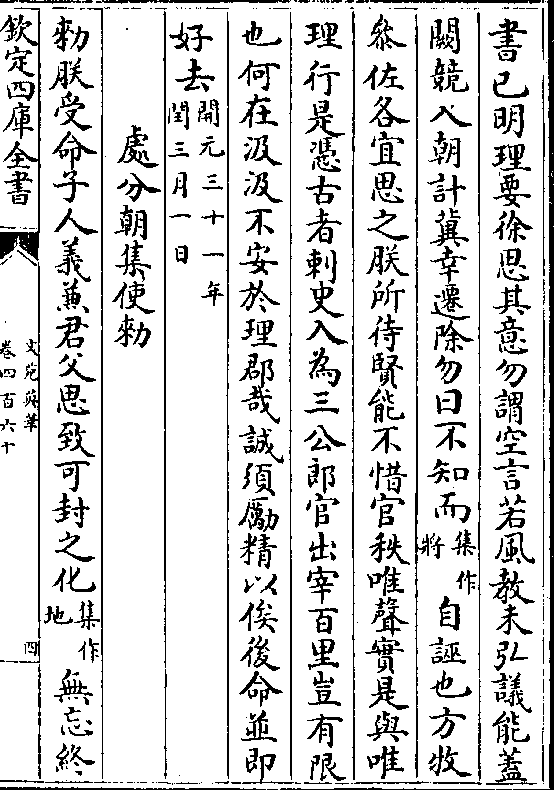 書已明理要徐思其意勿謂空言若風教未弘議能蓋
闕競入朝計冀幸遷除勿曰不知而集作將自誣也方牧
叅佐各宜思之朕所待賢能不惜官秩唯聲實是與唯
理行是憑古者剌史入為三公郎官出宰百里豈有限
也何在汲汲不安於理郡哉誠須勵精以俟後命並即
好去開元三十一年閏三月一日
處分朝集使勅
勅朕受命子人義兼君父思致可封之化集作地無忘終
欽定四庫全書
文苑英華
卷四百六十
四